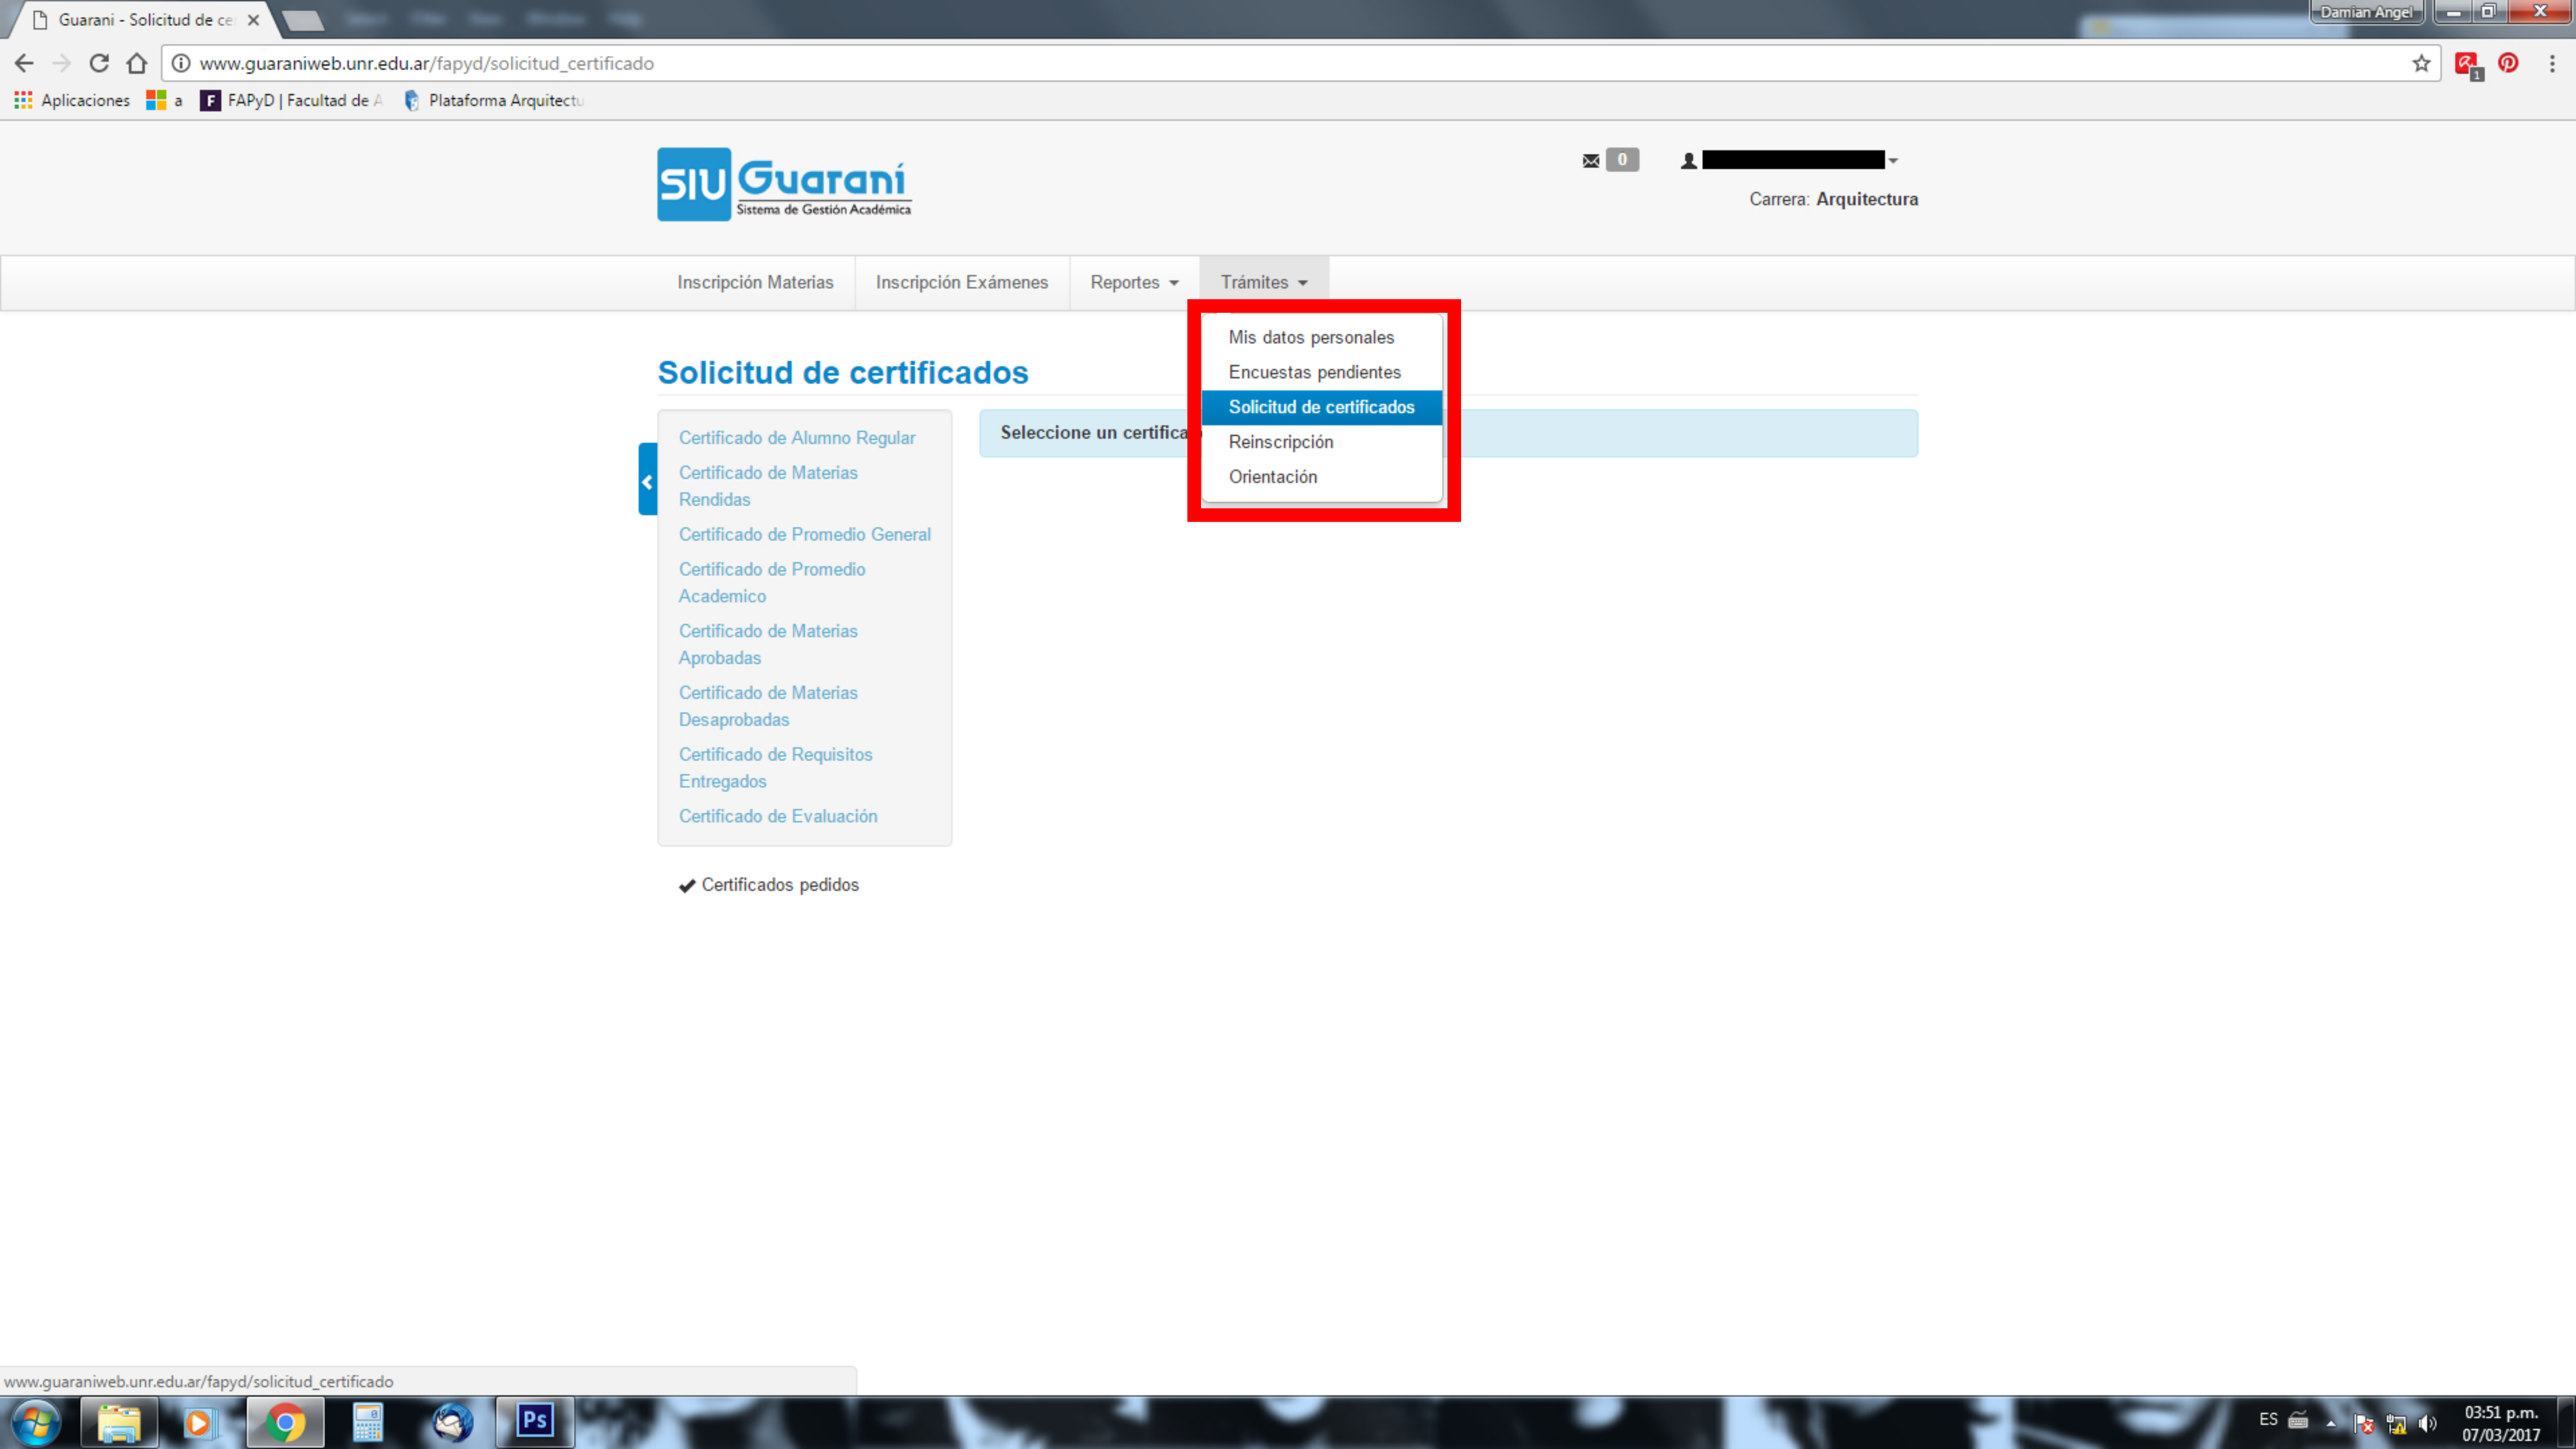 Guarani - Solicitud de ce
Damian Angel
www.guaraniweb.unr.edu.ar/fapyd/solicitud_certificado
1
Aplicaciones
a
F FAPyD | Facultad de A
Plataforma Arquitectu
SIU Guaraní
Sistema de Gestión Académica
0
Carrera: Arquitectura
Inscripción Materias
Inscripción Exámenes
Reportes
Trámites
Mis datos personales
Encuestas pendientes
Solicitud de certificados
Reinscripción
Orientación
Solicitud de certificados
Certificado de Alumno Regular
Certificado de Materias
Rendidas
Certificado de Promedio General
Certificado de Promedio
Academico
Certificado de Materias
Aprobadas
Certificado de Materias
Desaprobadas
Certificado de Requisitos
Entregados
Certificado de Evaluación
Certificados pedidos
Seleccione un certifica
www.guaraniweb.unr.edu.ar/fapyd/solicitud_certificado
Ps
ES
03:51 p.m.
07/03/2017